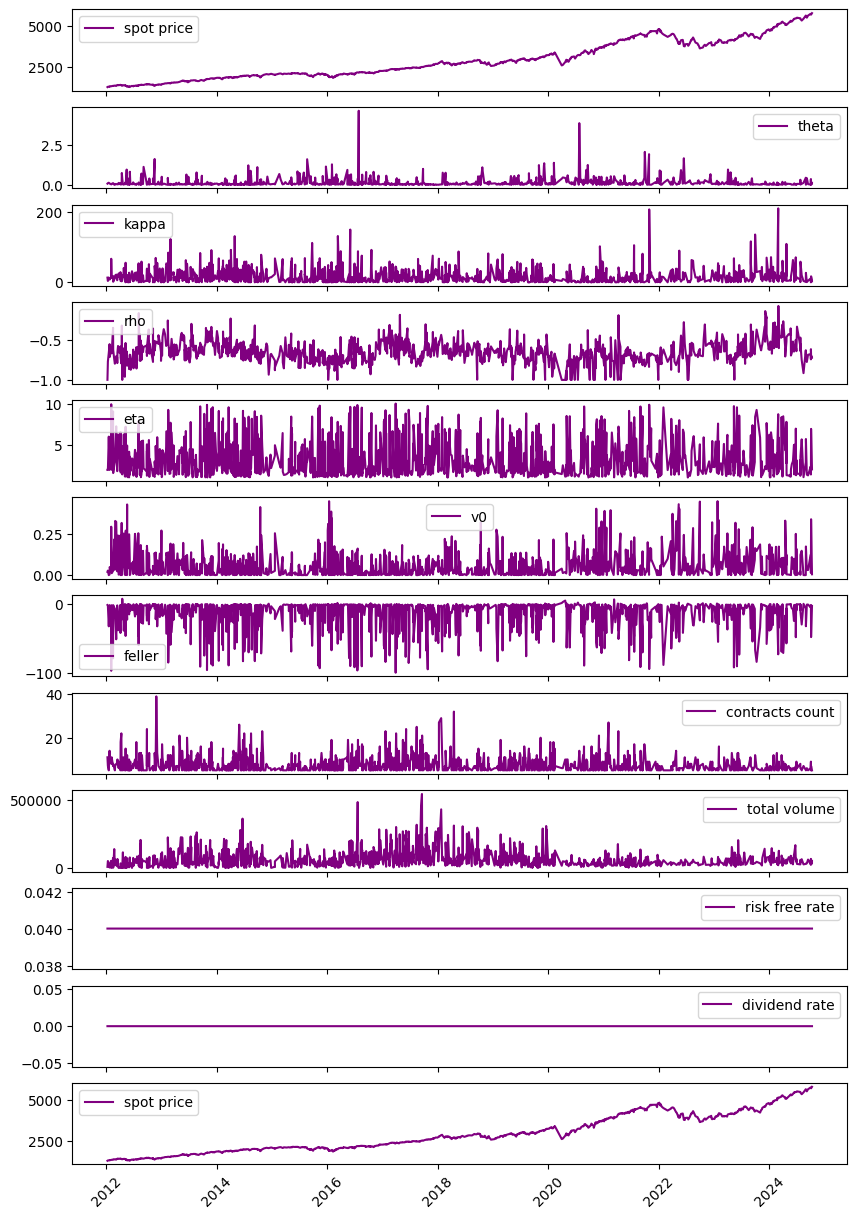 5000
2500
spot price
2.5
0.0
theta
200
0
kappa
−0.5
−1.0
rho
10
5
eta
0.25
0.00
v0
0
−100
feller
40
20
contracts count
500000
0
total volume
0.042
0.040
0.038
risk free rate
0.05
0.00
−0.05
dividend rate
5000
2500
spot price
2012
2014
2016
2018
2020
2022
2024